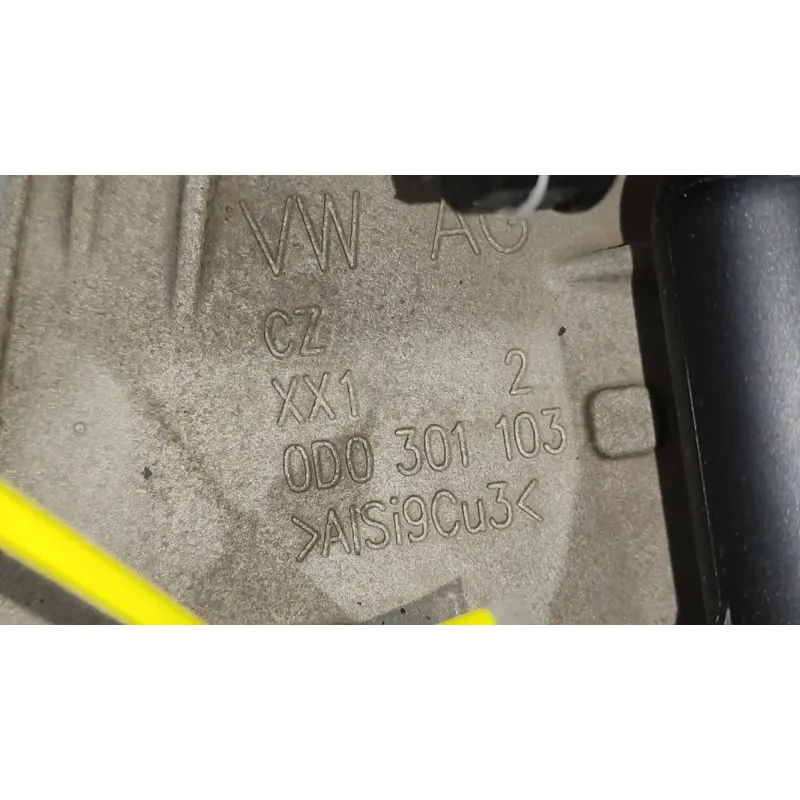 VW AG
CZ
XX1 2
0D0 301 103
>AlSi9Cu3<